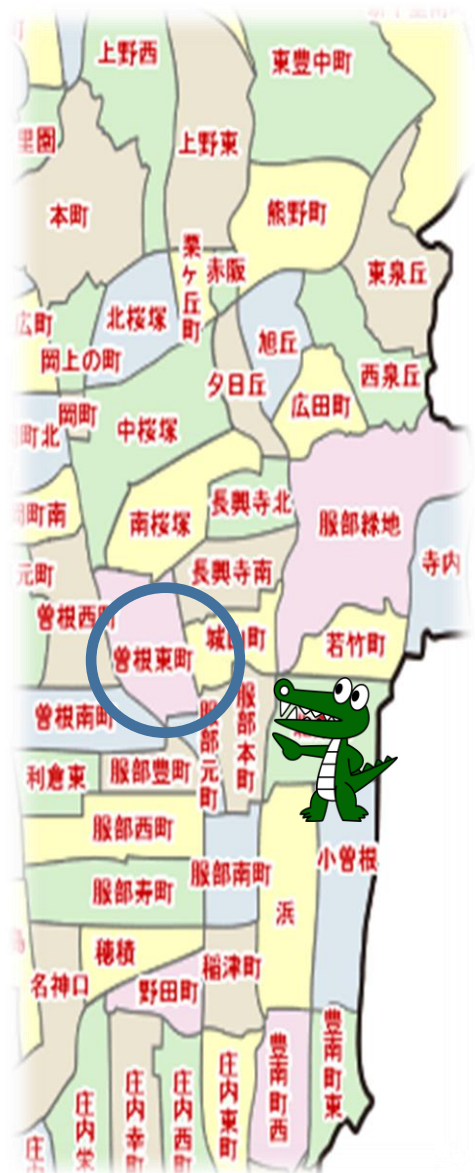 上野西
東豊中町
里園
上野東
本町
熊野町
栗ヶ丘町
赤阪
東泉丘
広町
北桜塚
旭丘
岡上の町
夕日丘
西泉丘
広田町
岡町
町北
中桜塚
長興寺北
岡町南
南桜塚
服部緑地
寺内
元町
長興寺南
曽根西町
城山町
若竹町
曽根東町
曽根南町
服部元町
服部本町
利倉東
服部豊町
服部西町
小曽根
服部寿町
服部南町
浜
穂積
稲津町
名神口
野田町
豊南町東
豊南町西
庄内東町
庄内西町
庄内幸町
庄内栄